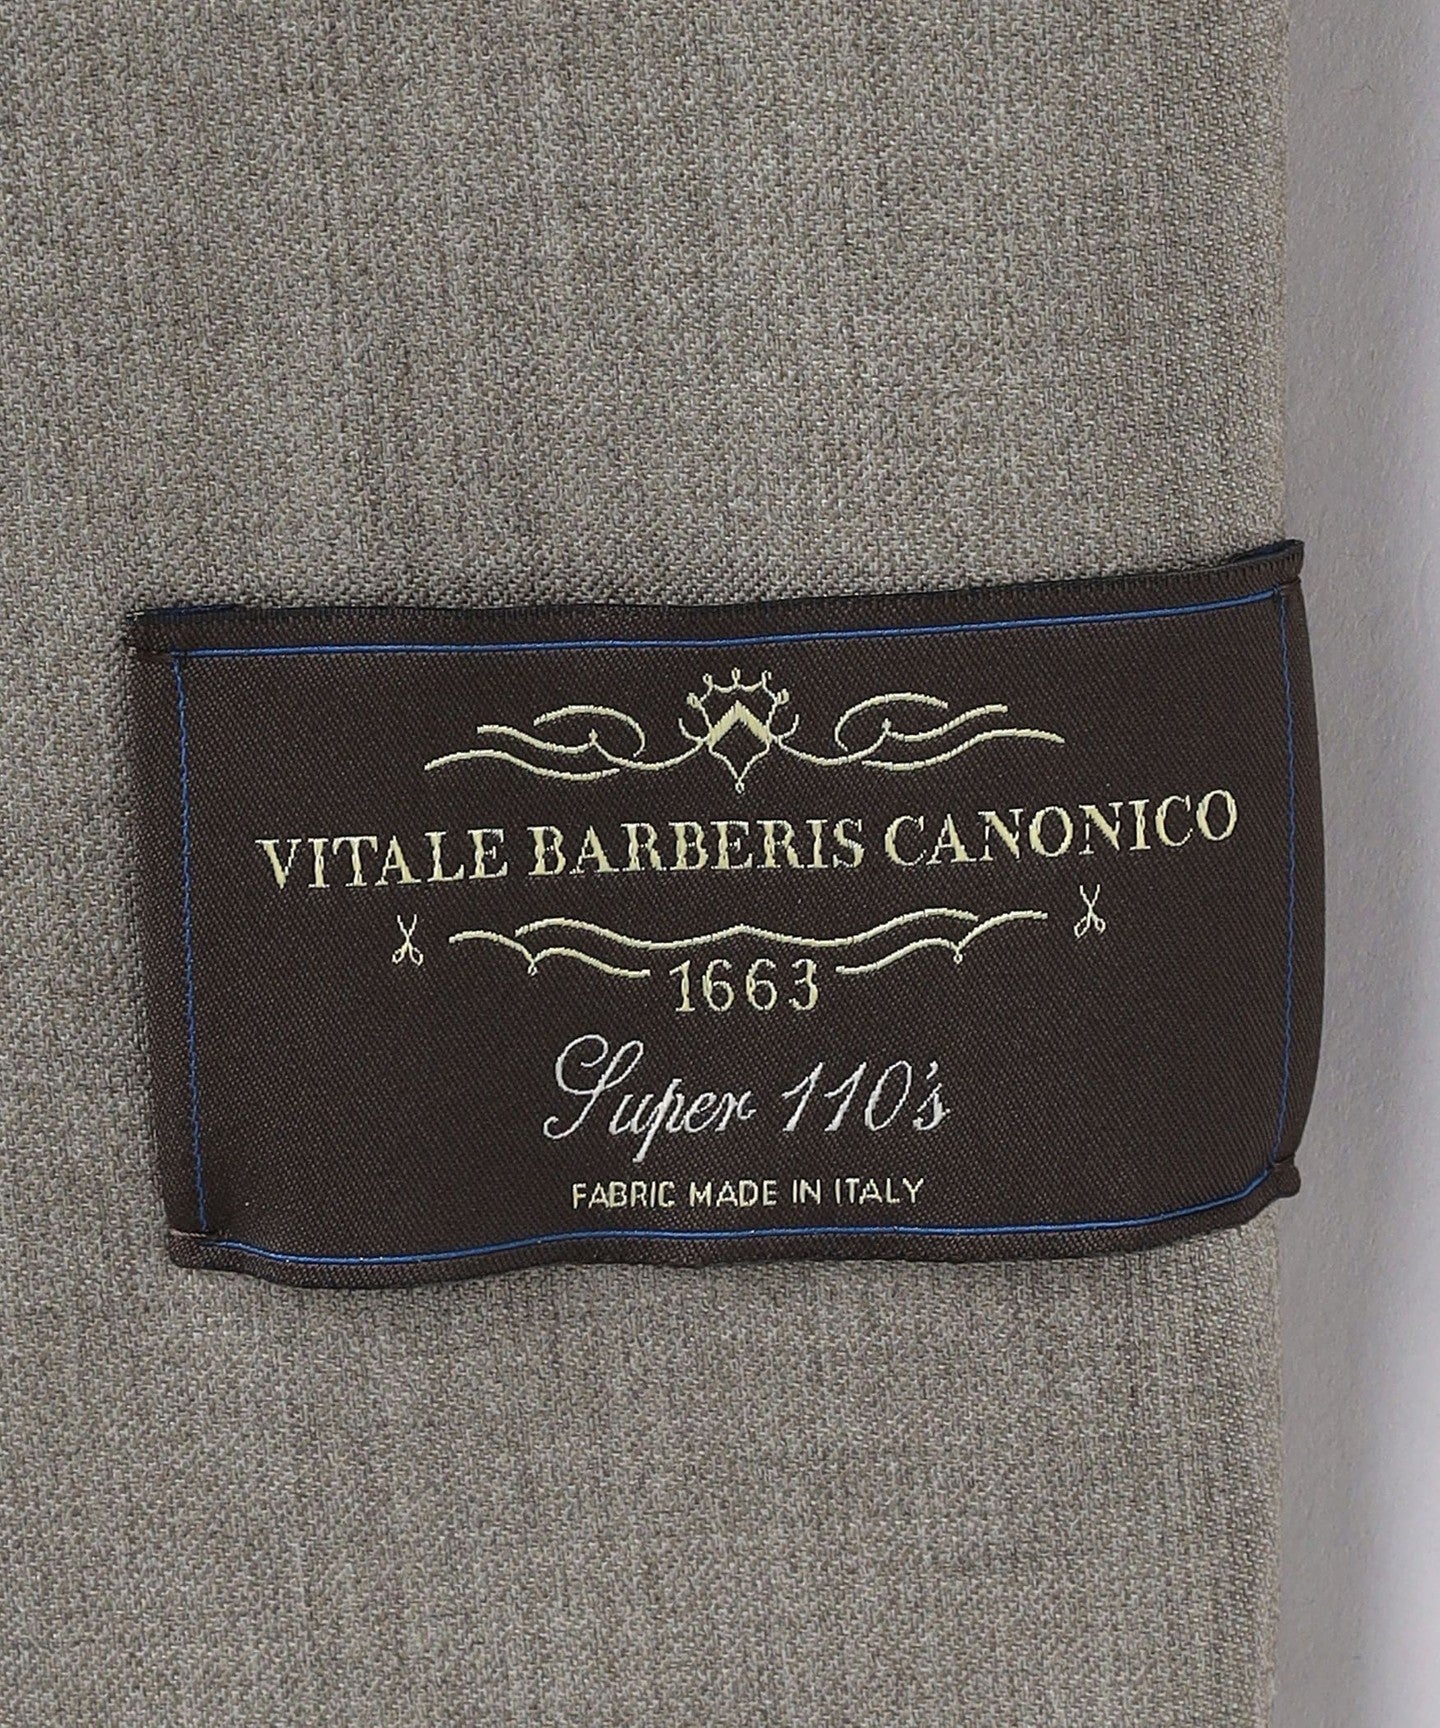 VITALE BARBERIS CANONICO
1663
Super 110's
FABRIC MADE IN ITALY